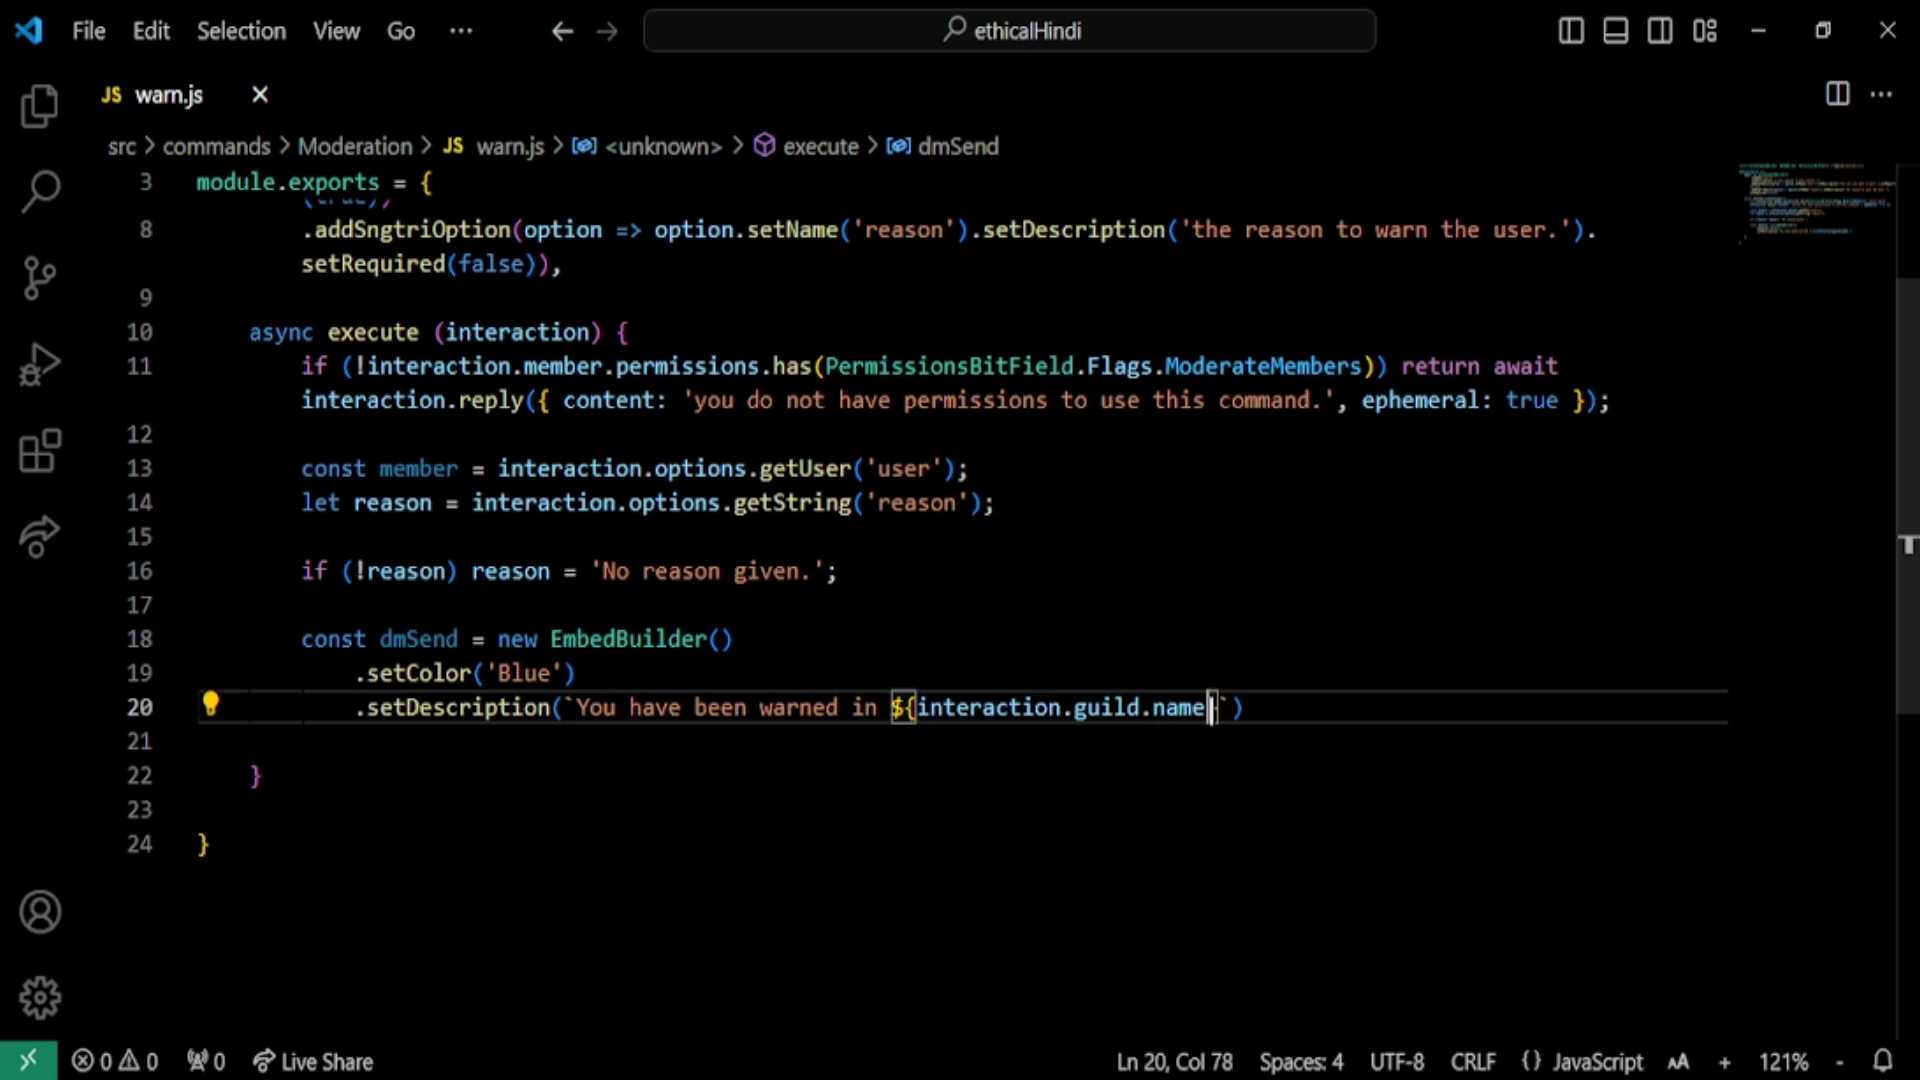 File Edit Selection View Go ··· ethicalHindi
JS warn.js
src > commands > Moderation > JS warn.js > <unknown> > execute > dmSend
3 module.exports = {
8 .addSngtriOption(option => option.setName('reason').setDescription('the reason to warn the user.').
setRequired(false)),
9
10 async execute (interaction) {
11 if (!interaction.member.permissions.has(PermissionsBitField.Flags.ModerateMembers)) return await
interaction.reply({ content: 'you do not have permissions to use this command.', ephemeral: true });
12
13 const member = interaction.options.getUser('user');
14 let reason = interaction.options.getString('reason');
15
16 if (!reason) reason = 'No reason given.';
17
18 const dmSend = new EmbedBuilder()
19 .setColor('Blue')
20 .setDescription(`You have been warned in ${interaction.guild.name}`)
21
22 }
23
24 }
0 0 0 Live Share Ln 20, Col 78 Spaces: 4 UTF-8 CRLF {} JavaScript AA + 121% -